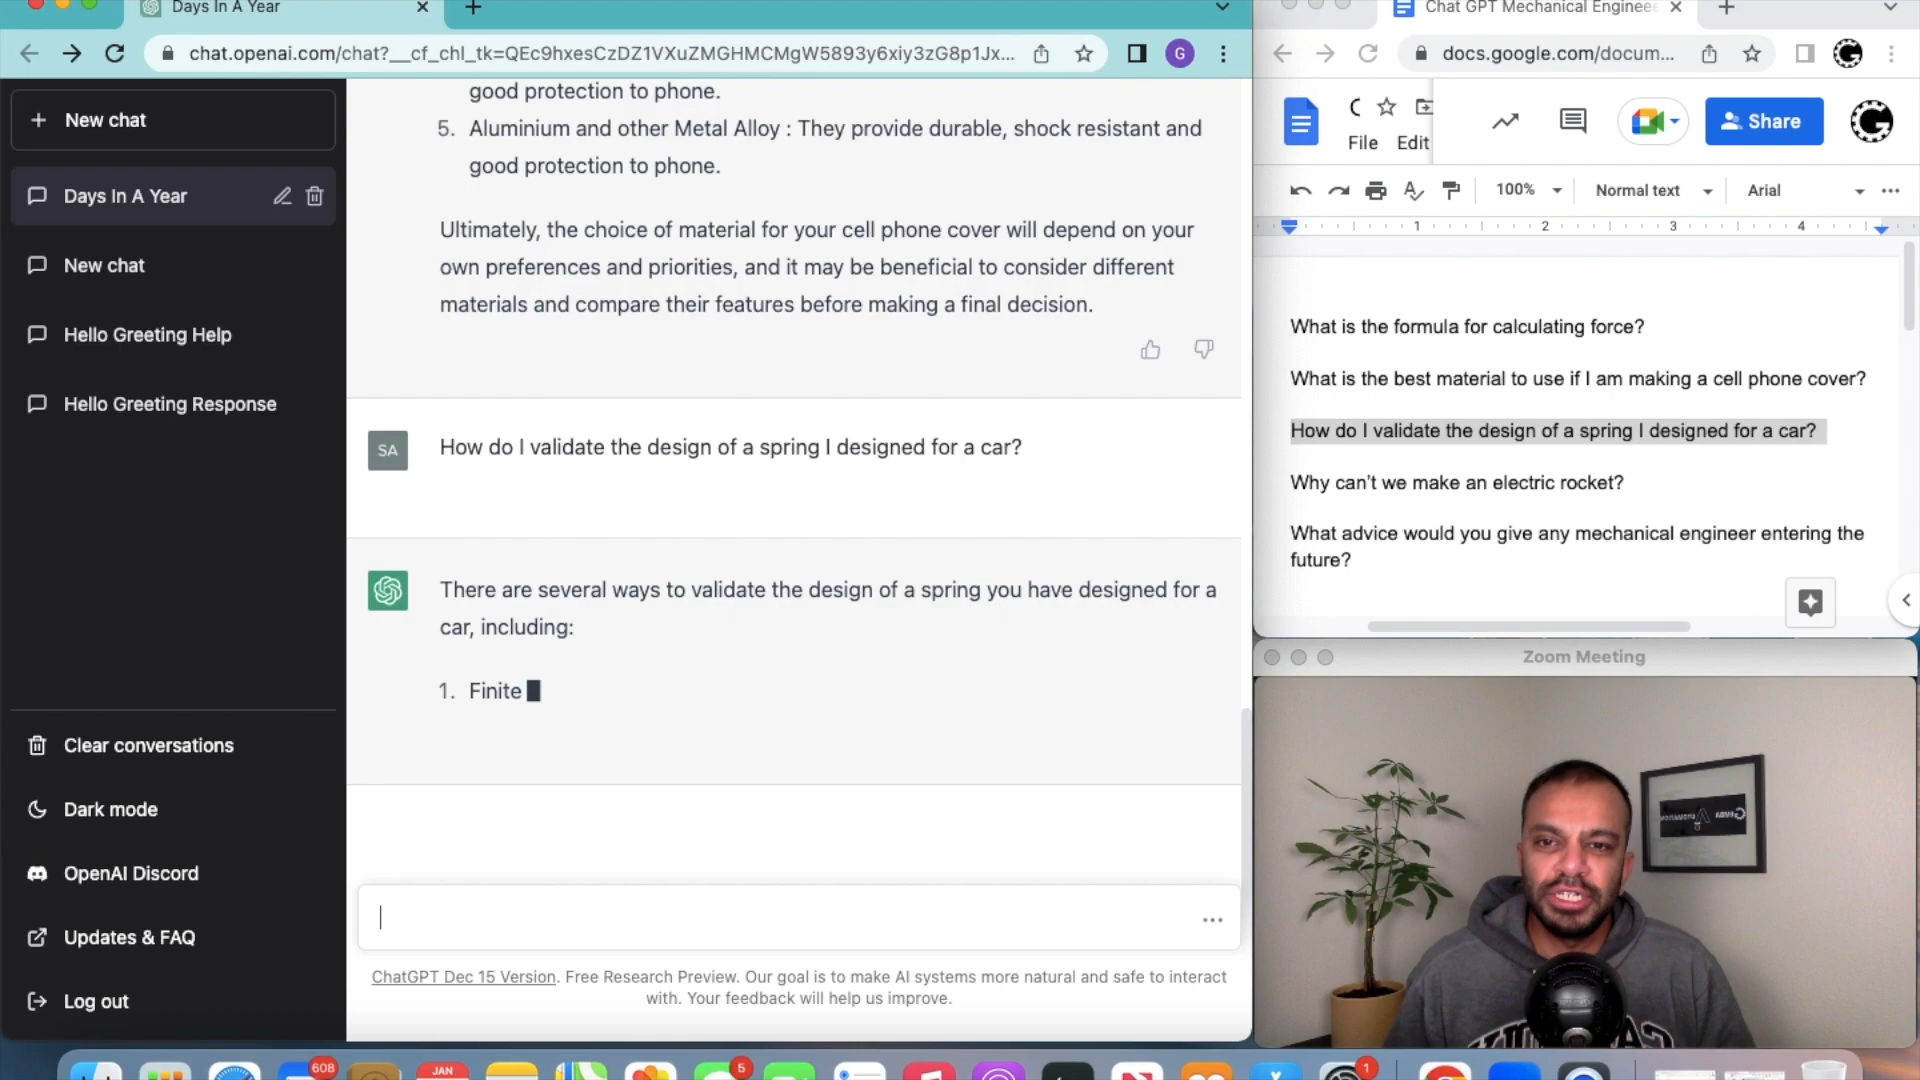 Days In A Year
chat.openai.com/chat?__cf_chl_tk=QEc9hxesCzDZ1VXuZMGHMCMgW5893y6xiy3zG8p1Jx...
G
New chat
Days In A Year
New chat
Hello Greeting Help
Hello Greeting Response
Clear conversations
Dark mode
OpenAI Discord
Updates & FAQ
Log out
good protection to phone.
5. Aluminium and other Metal Alloy : They provide durable, shock resistant and
good protection to phone.
Ultimately, the choice of material for your cell phone cover will depend on your
own preferences and priorities, and it may be beneficial to consider different
materials and compare their features before making a final decision.
SA
How do I validate the design of a spring I designed for a car?
There are several ways to validate the design of a spring you have designed for a
car, including:
1. Finite
ChatGPT Dec 15 Version. Free Research Preview. Our goal is to make AI systems more natural and safe to interact
with. Your feedback will help us improve.
Chat GPT Mechanical Enginee
docs.google.com/docum...
C
File Edit
Share
100% Normal text Arial
1 2 3 4
What is the formula for calculating force?
What is the best material to use if I am making a cell phone cover?
How do I validate the design of a spring I designed for a car?
Why can't we make an electric rocket?
What advice would you give any mechanical engineer entering the
future?
Zoom Meeting
608
JAN
5
1